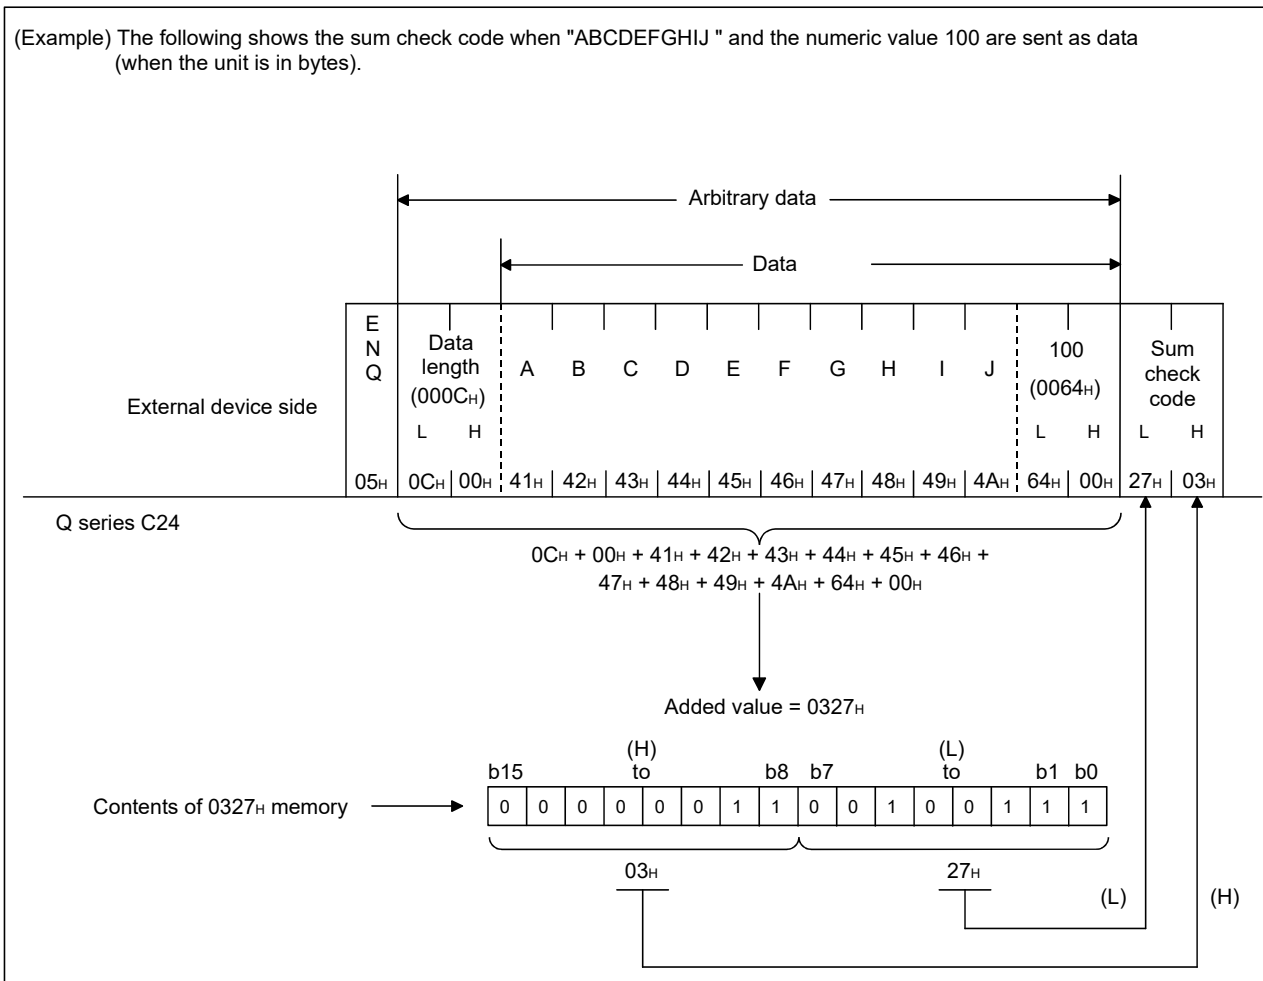 (Example) The following shows the sum check code when "ABCDEFGHIJ " and the numeric value 100 are sent as data
(when the unit is in bytes).
Arbitrary data
Data
E
N
Q
Data
length
(000CH)
L H
A B C D E F G H I J
100
(0064H)
L H
Sum
check
code
L H
External device side
05H 0CH 00H 41H 42H 43H 44H 45H 46H 47H 48H 49H 4AH 64H 00H 27H 03H
Q series C24
0CH + 00H + 41H + 42H + 43H + 44H + 45H + 46H +
47H + 48H + 49H + 4AH + 64H + 00H
Added value = 0327H
(H) (L)
b15 to b8 b7 to b1 b0
Contents of 0327H memory
0 0 0 0 0 0 1 1 0 0 1 0 0 1 1 1
03H 27H
(L) (H)